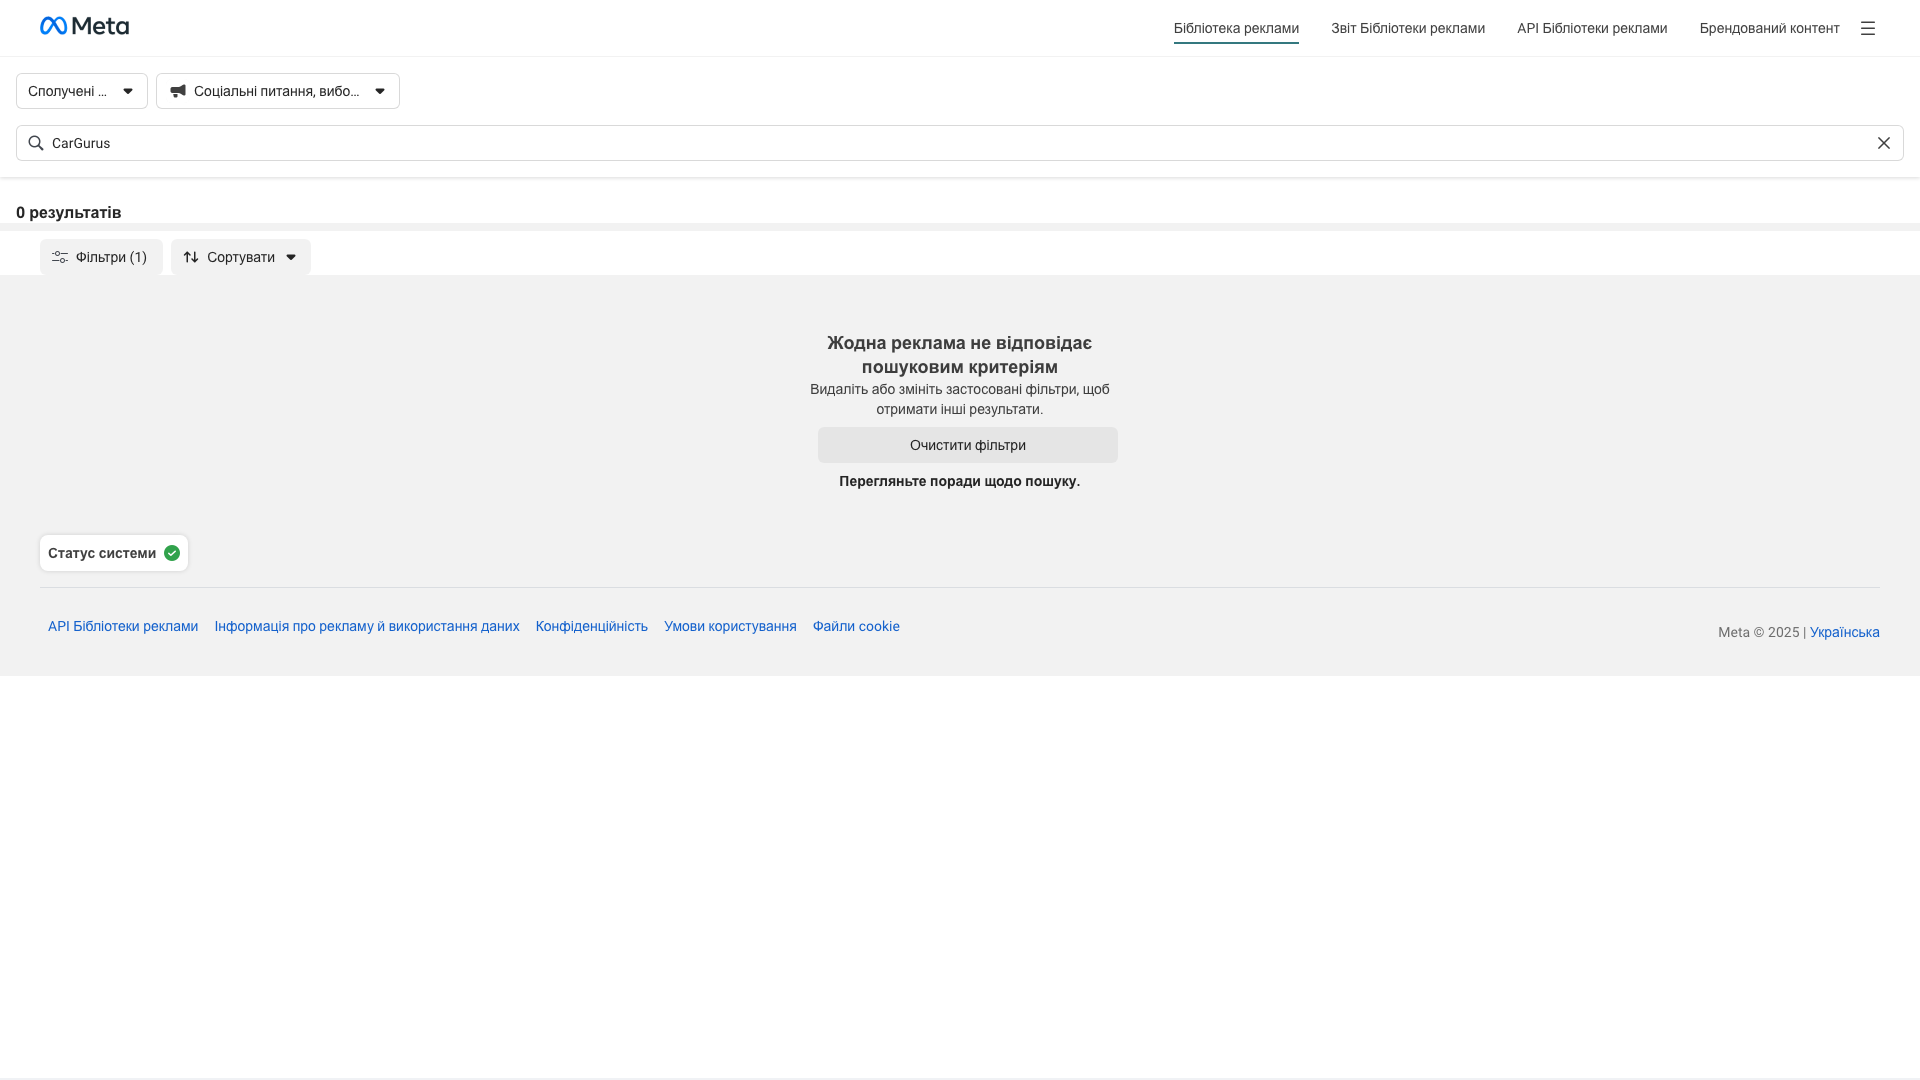 Meta
Бібліотека реклами
Звіт Бібліотеки реклами
API Бібліотеки реклами
Брендований контент
Сполучені ...
Соціальні питання, вибо...
CarGurus
0 результатів
Фільтри (1)
Сортувати
Жодна реклама не відповідає
пошуковим критеріям
Видаліть або змініть застосовані фільтри, щоб
отримати інші результати.
Очистити фільтри
Перегляньте поради щодо пошуку.
Статус системи
API Бібліотеки реклами
Інформація про рекламу й використання даних
Конфіденційність
Умови користування
Файли cookie
Meta © 2025 | Українська